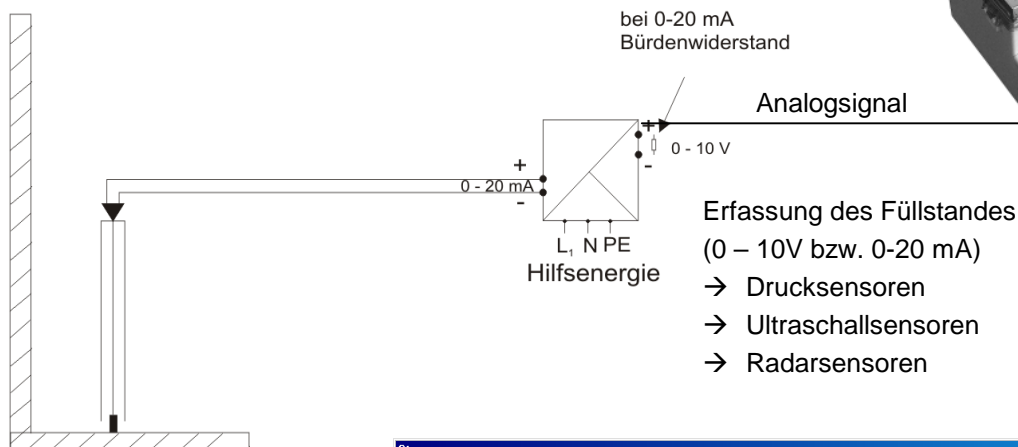 bei 0-20 mA
Bürdenwiderstand
Analogsignal
+
0 - 10 V
-
+
0 - 20 mA
-
L₁ N PE
Hilfsenergie
Erfassung des Füllstandes
(0 – 10V bzw. 0-20 mA)
→ Drucksensoren
→ Ultraschallsensoren
→ Radarsensoren